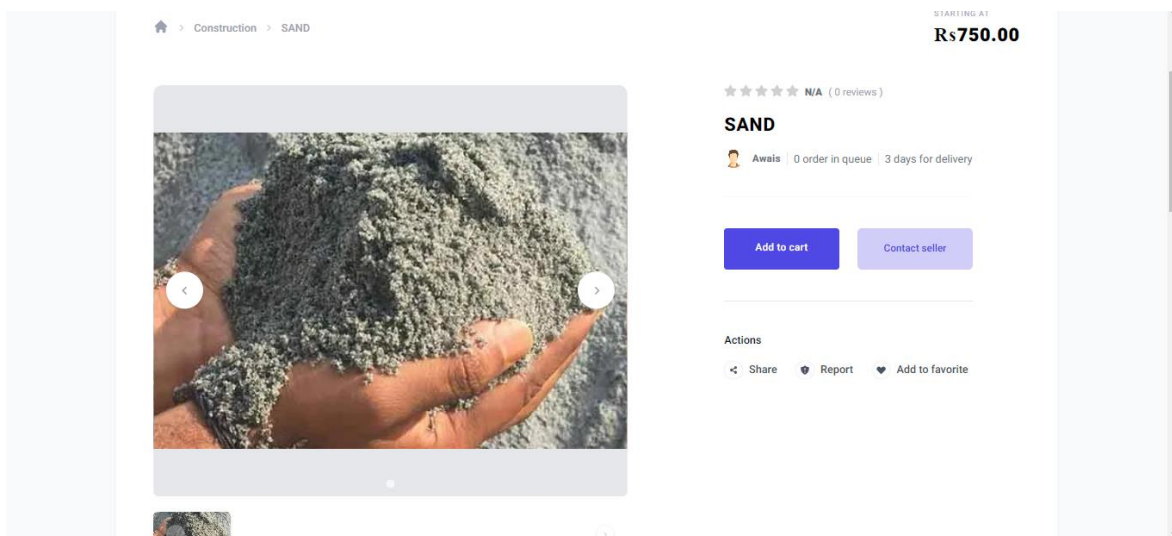 Construction > SAND
STARTING AT
Rs750.00
N/A ( 0 reviews )
SAND
Awais | 0 order in queue | 3 days for delivery
Add to cart
Contact seller
Actions
Share
Report
Add to favorite